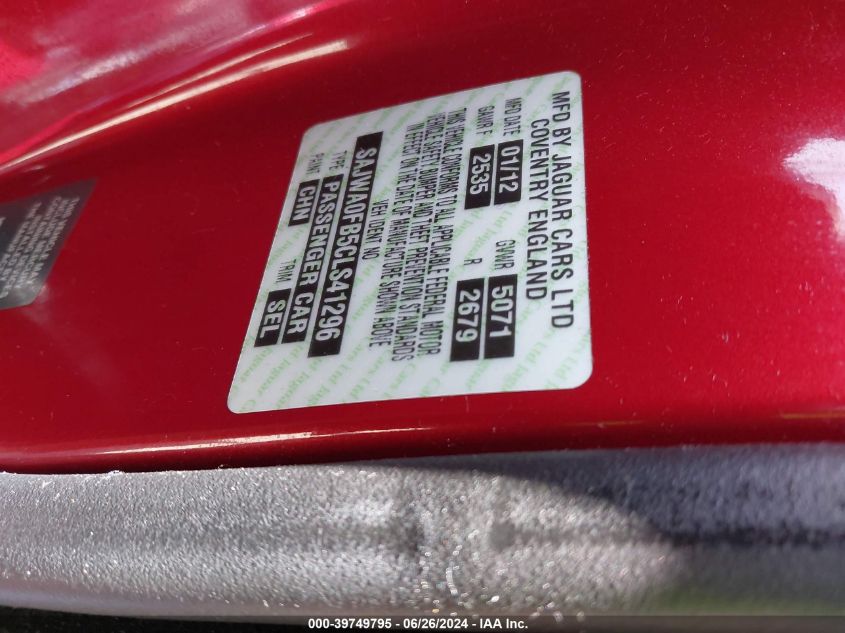 MFD BY JAGUAR CARS LTD
COVENTRY ENGLAND
MFD DATE 01/12 GVWR 5071
GAWR F 2535 R 2679
THIS VEHICLE CONFORMS TO ALL APPLICABLE FEDERAL MOTOR
VEHICLE SAFETY, BUMPER AND THEFT PREVENTION STANDARDS
IN EFFECT ON THE DATE OF MANUFACTURE SHOWN ABOVE
VEH IDENT NO
SAJWA0FB5CLS41296
TYPE PASSENGER CAR
PAINT CHN TRIM SEL
000-39749795 - 06/26/2024 - IAA Inc.